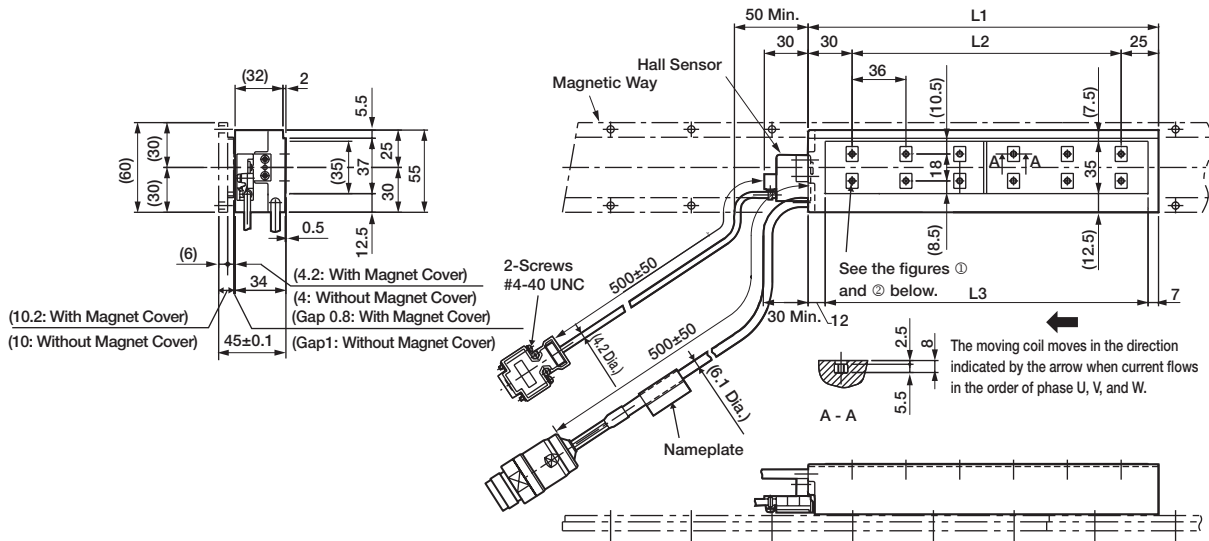 50 Min.
L1
30
30
L2
25
Hall Sensor
36
Magnetic Way
(10.5)
(7.5)
(32)
2
5.5
(60)
(30)
(30)
(35)
37
25
30
55
12.5
0.5
18
A
A
35
(8.5)
(12.5)
(6)
34
(4.2: With Magnet Cover)
(4: Without Magnet Cover)
(10.2: With Magnet Cover)
(10: Without Magnet Cover)
45±0.1
(Gap 0.8: With Magnet Cover)
(Gap1: Without Magnet Cover)
2-Screws
#4-40 UNC
500±50
(4.2 Dia.)
500±50
(6.1 Dia.)
Nameplate
See the figures ①
and ② below.
30 Min.
12
L3
7
2.5
8
5.5
A - A
The moving coil moves in the direction
indicated by the arrow when current flows
in the order of phase U, V, and W.